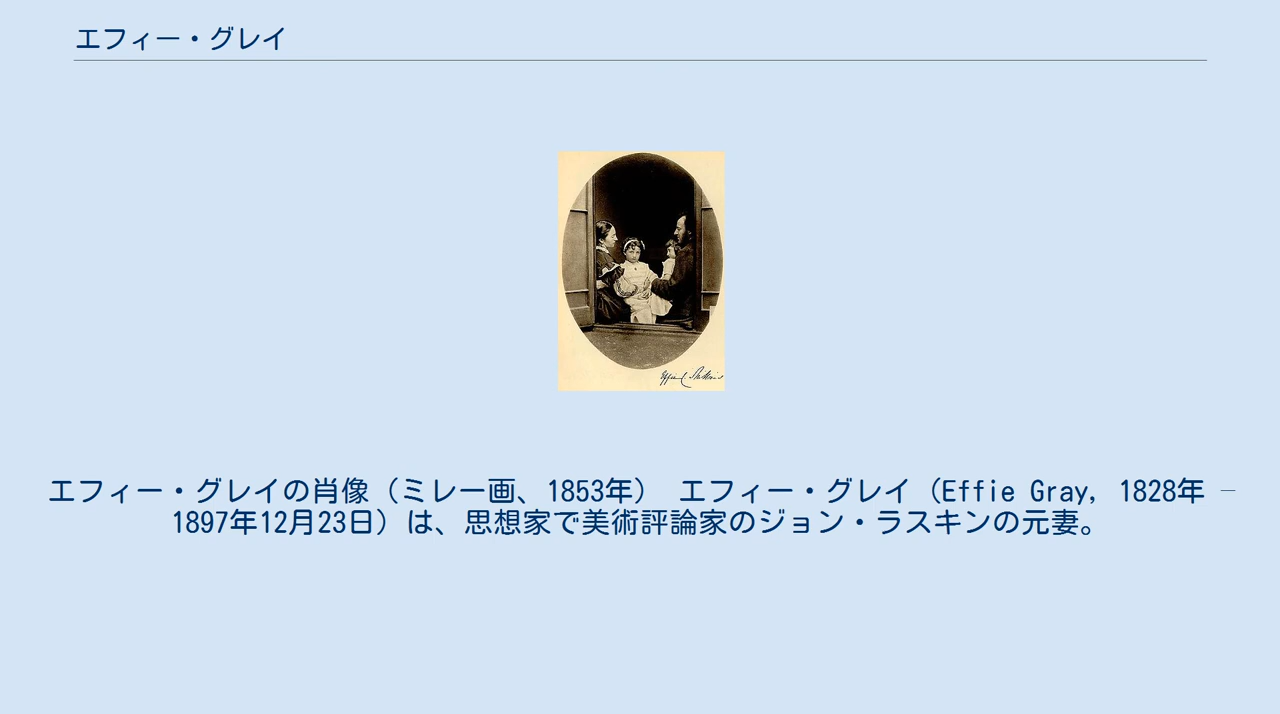 エフィー・グレイ
エフィー・グレイの肖像（ミレー画、1853年） エフィー・グレイ（Effie Gray, 1828年 –
1897年12月23日）は、思想家で美術評論家のジョン・ラスキンの元妻。